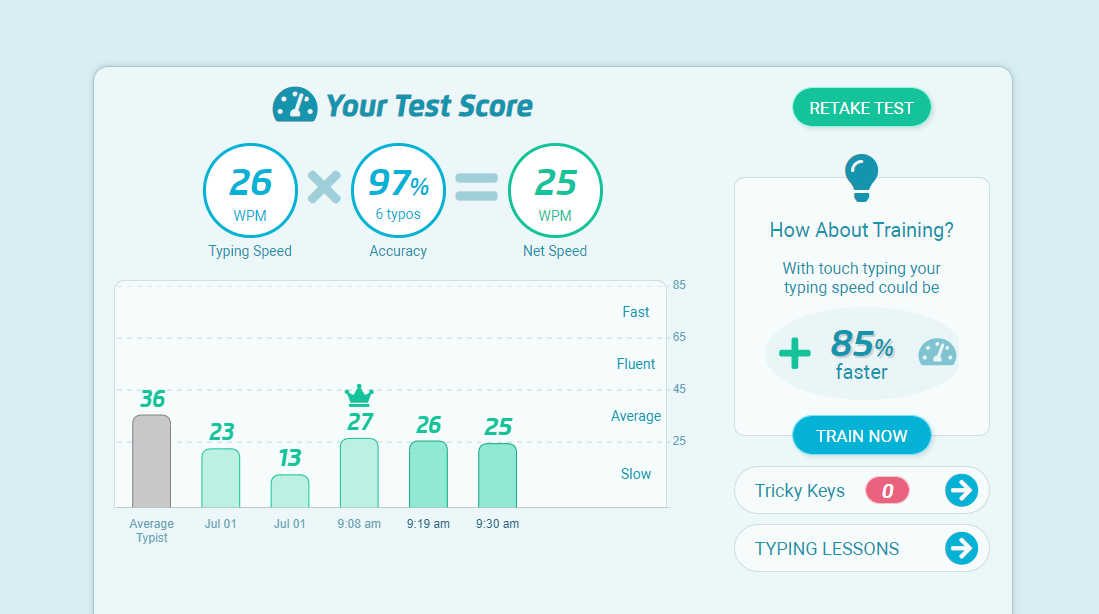 Your Test Score
RETAKE TEST
26
WPM
Typing Speed
97%
6 typos
Accuracy
25
WPM
Net Speed
How About Training?
With touch typing your
typing speed could be
85%
faster
TRAIN NOW
Tricky Keys 0
TYPING LESSONS
85
Fast
65
Fluent
45
Average
25
Slow
36
23
13
27
26
25
Average
Typist
Jul 01
Jul 01
9:08 am
9:19 am
9:30 am